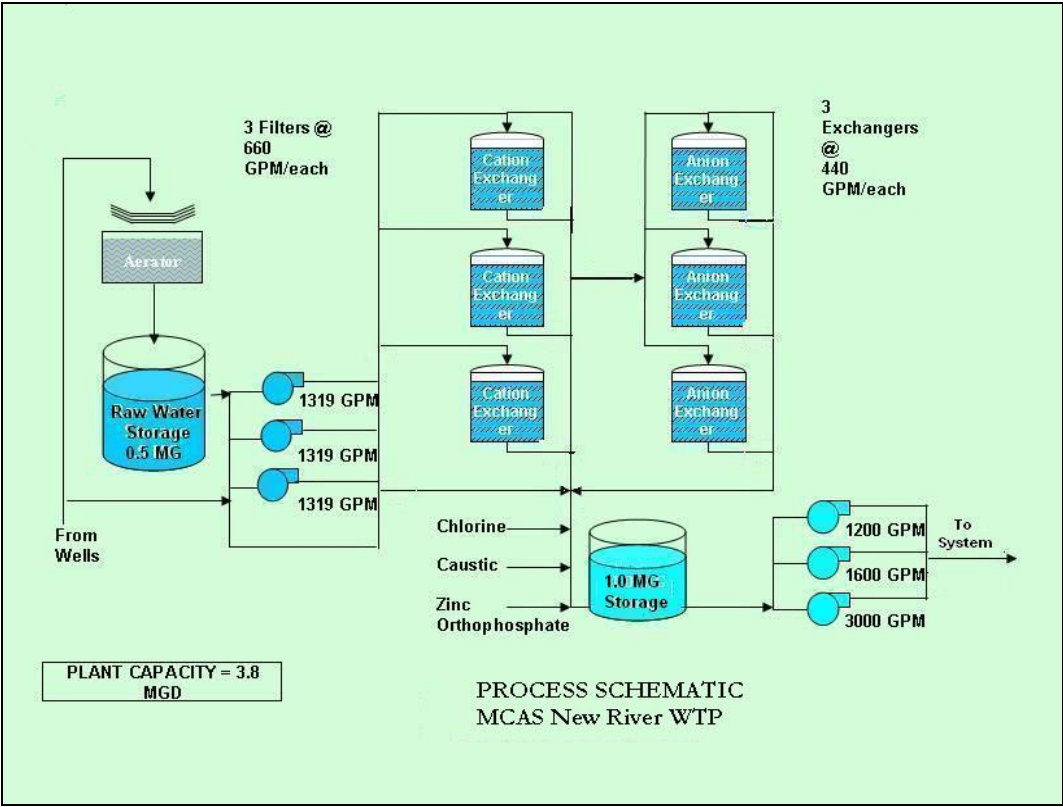 3 Filters @
660
GPM/each
3
Exchangers
@
440
GPM/each
Cation
Exchang
er
Anion
Exchang
er
Cation
Exchang
er
Anion
Exchang
er
Cation
Exchang
er
Anion
Exchang
er
Aerator
Raw Water
Storage
0.5 MG
1319 GPM
1319 GPM
1319 GPM
From
Wells
Chlorine
Caustic
Zinc
Orthophosphate
1.0 MG
Storage
1200 GPM
1600 GPM
3000 GPM
To
System
PLANT CAPACITY = 3.8
MGD
PROCESS SCHEMATIC
MCAS New River WTP